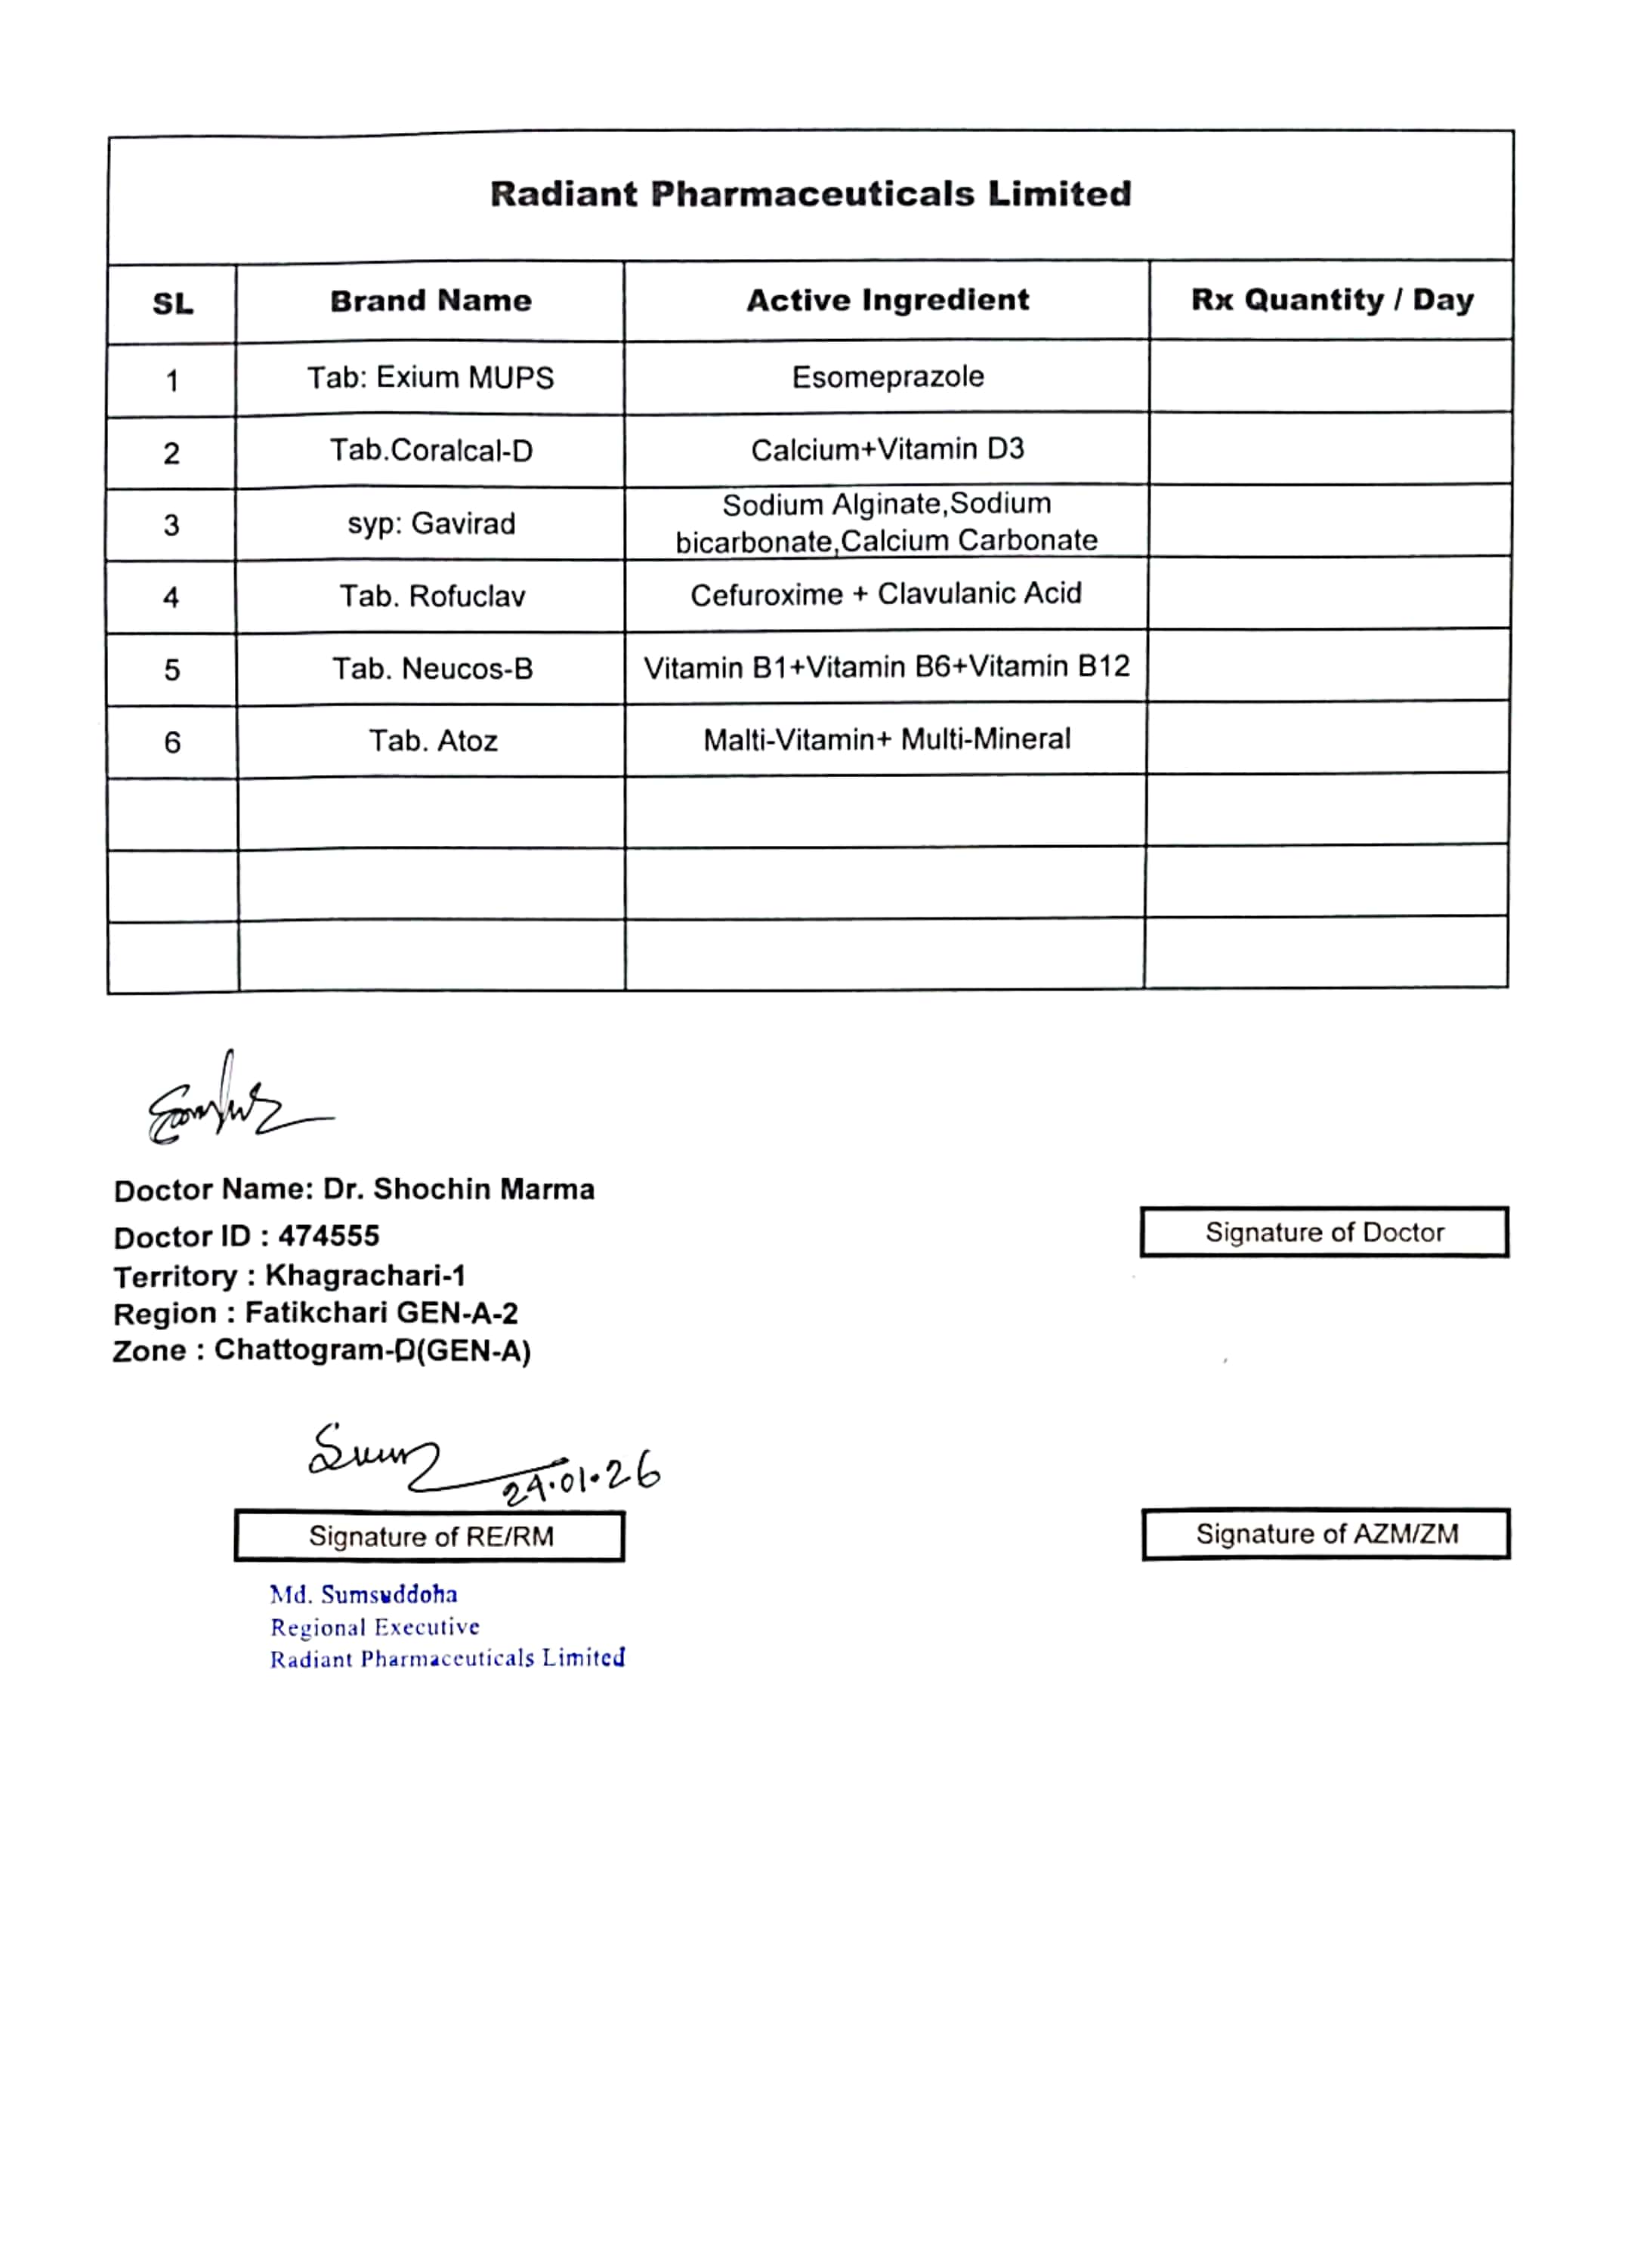 Radiant Pharmaceuticals Limited
SL Brand Name Active Ingredient Rx Quantity / Day
1 Tab: Exium MUPS Esomeprazole
2 Tab.Coralcal-D Calcium+Vitamin D3
3 syp: Gavirad Sodium Alginate,Sodium
bicarbonate,Calcium Carbonate
4 Tab. Rofuclav Cefuroxime + Clavulanic Acid
5 Tab. Neucos-B Vitamin B1+Vitamin B6+Vitamin B12
6 Tab. Atoz Malti-Vitamin+ Multi-Mineral
Doctor Name: Dr. Shochin Marma
Doctor ID : 474555
Signature of Doctor
Territory : Khagrachari-1
Region : Fatikchari GEN-A-2
Zone : Chattogram-D(GEN-A)
24.01.26
Signature of RE/RM
Signature of AZM/ZM
Md. Sumsuddoha
Regional Executive
Radiant Pharmaceuticals Limited